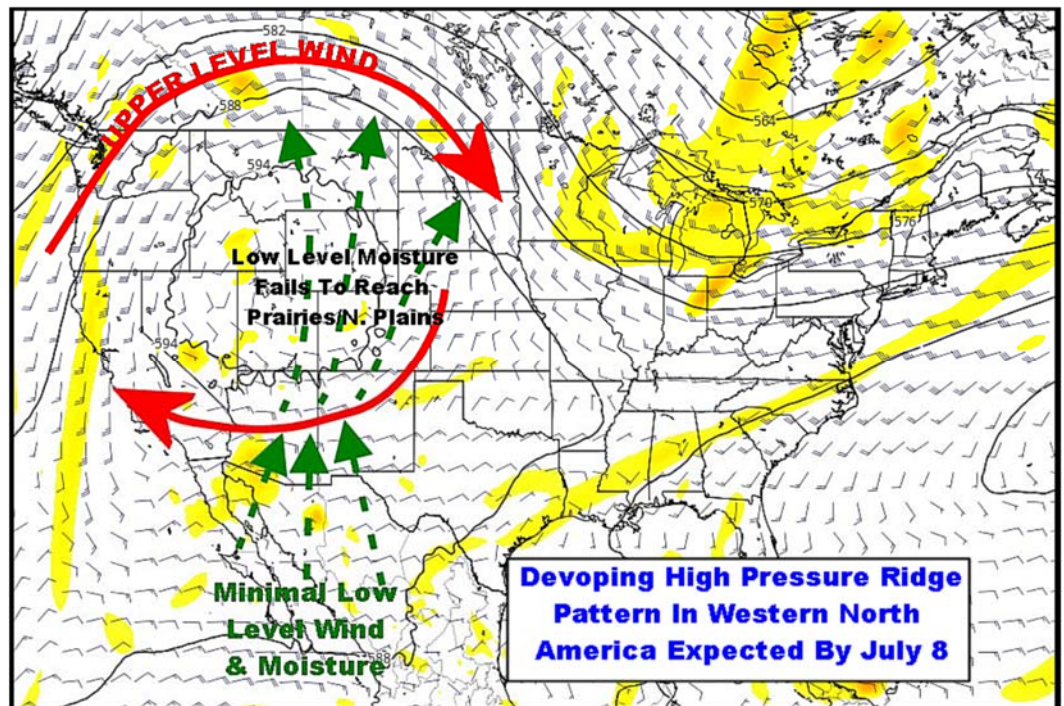 582
UPPER LEVEL WIND
588
564
594
570
576
Low Level Moisture
Fails To Reach
Prairies/N. Plains
594
Minimal Low
Level Wind
& Moisture
588
Devoping High Pressure Ridge
Pattern In Western North
America Expected By July 8